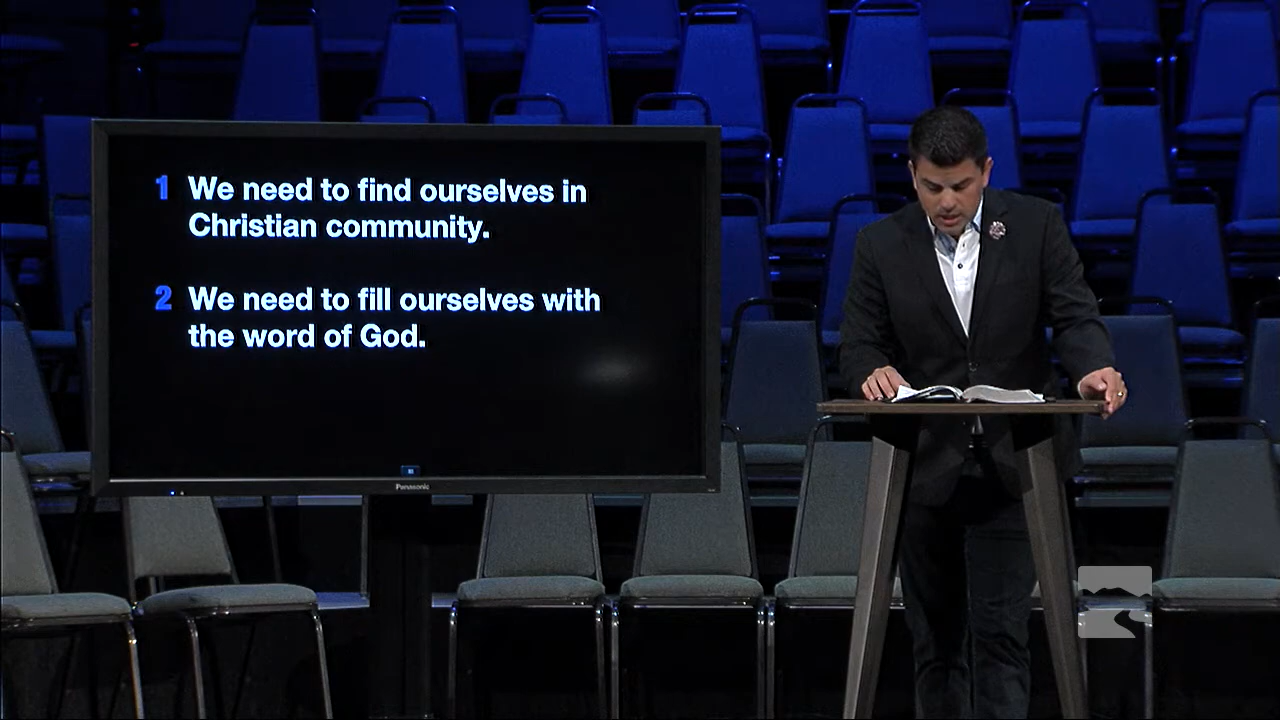 1 We need to find ourselves in
Christian community.
2 We need to fill ourselves with
the word of God.
Panasonic